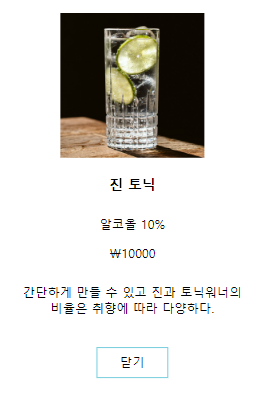 진 토닉
알코올 10%
₩10000
간단하게 만들 수 있고 진과 토닉워너의
비율은 취향에 따라 다양하다.
닫기